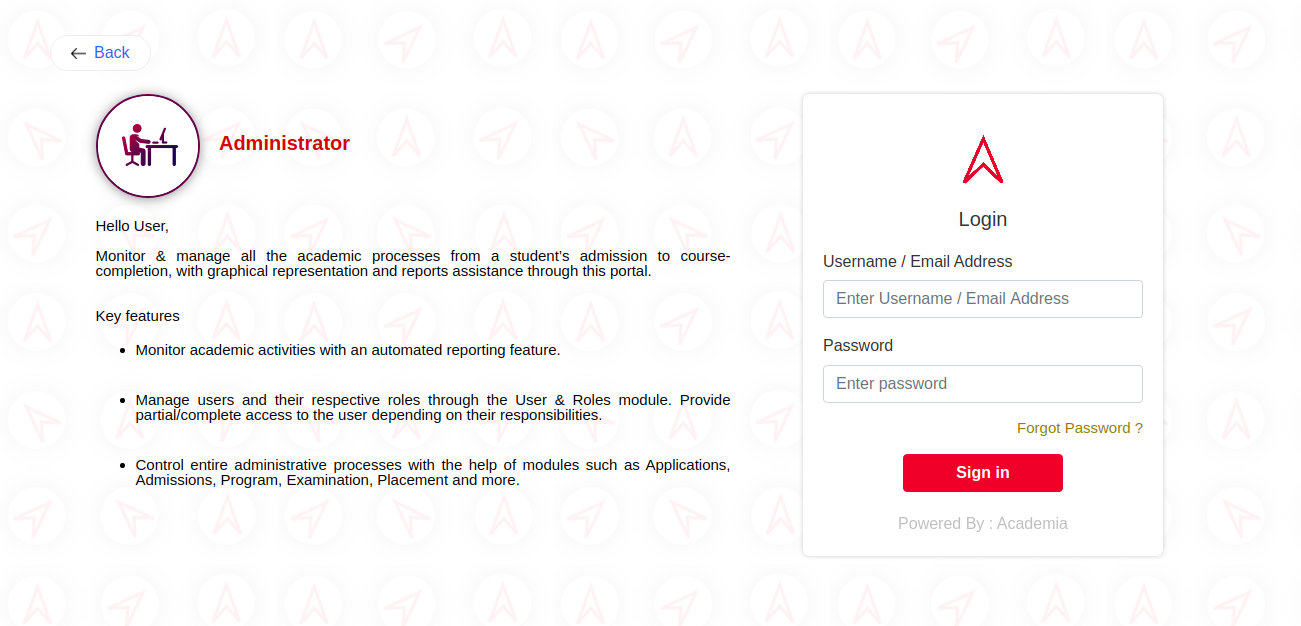 Back
Administrator
Hello User,
Monitor & manage all the academic processes from a student’s admission to course-
completion, with graphical representation and reports assistance through this portal.
Key features
Monitor academic activities with an automated reporting feature.
Manage users and their respective roles through the User & Roles module. Provide
partial/complete access to the user depending on their responsibilities.
Control entire administrative processes with the help of modules such as Applications,
Admissions, Program, Examination, Placement and more.
Login
Username / Email Address
Enter Username / Email Address
Password
Enter password
Forgot Password ?
Sign in
Powered By : Academia